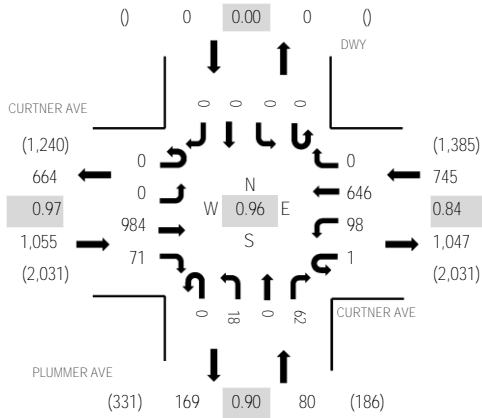 () 0 0.00 0 ()
DWY
0 0 0 0
CURTNER AVE
(1,240) (1,385)
664 0 0 745
0 N 646
0.97 W 0.96 E 0.84
984 98
1,055 S 1,047
71 1
(2,031) (2,031)
0 18 0 62
CURTNER AVE
PLUMMER AVE
(331) 169 0.90 80 (186)